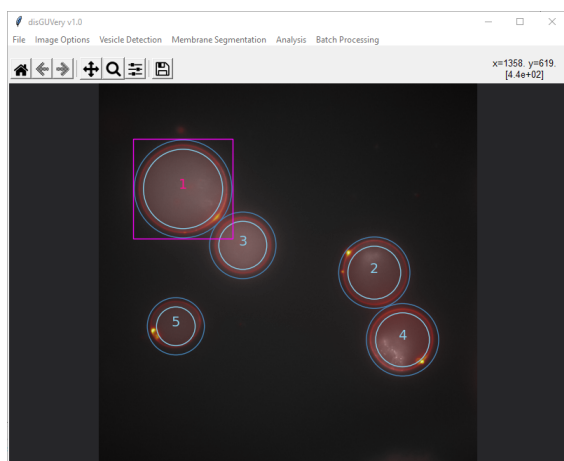 disGUVery v1.0
File Image Options Vesicle Detection Membrane Segmentation Analysis Batch Processing
x=1358. y=619.
[4.4e+02]
1
3
2
5
4